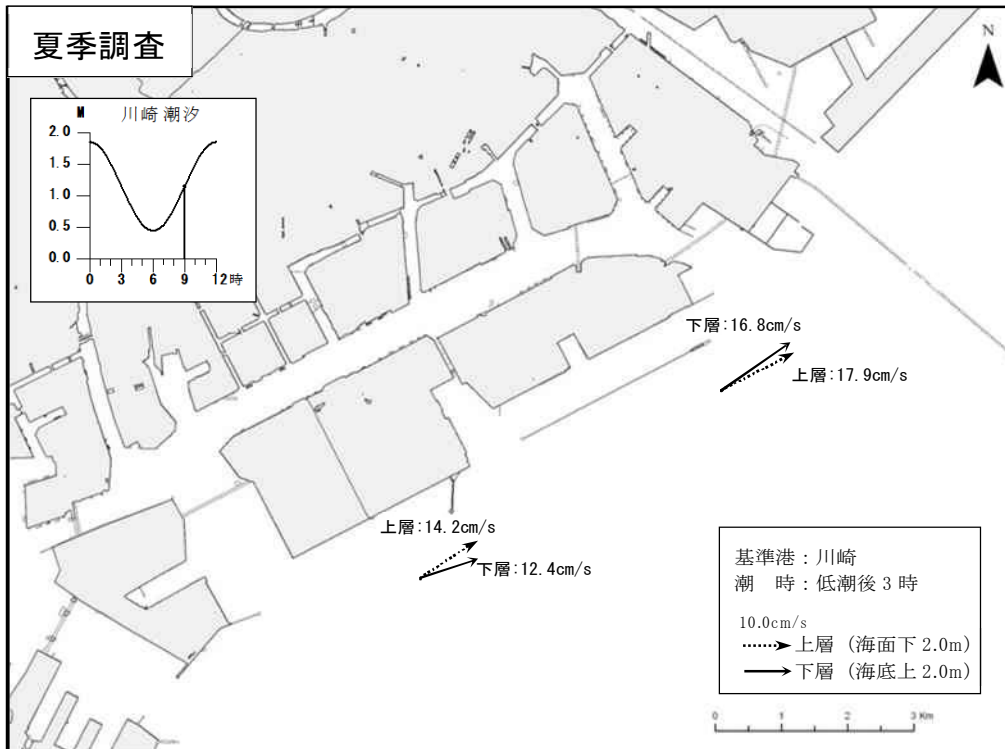 夏季調査
N
M 川崎潮汐
2.0
1.5
1.0
0.5
0.0
0 3 6 9 12時
下層:16.8cm/s
上層:17.9cm/s
上層:14.2cm/s
下層:12.4cm/s
基準港:川崎
潮 時:低潮後3時
10.0cm/s
上層(海面下2.0m)
下層(海底上2.0m)
0 1 2 3 Km